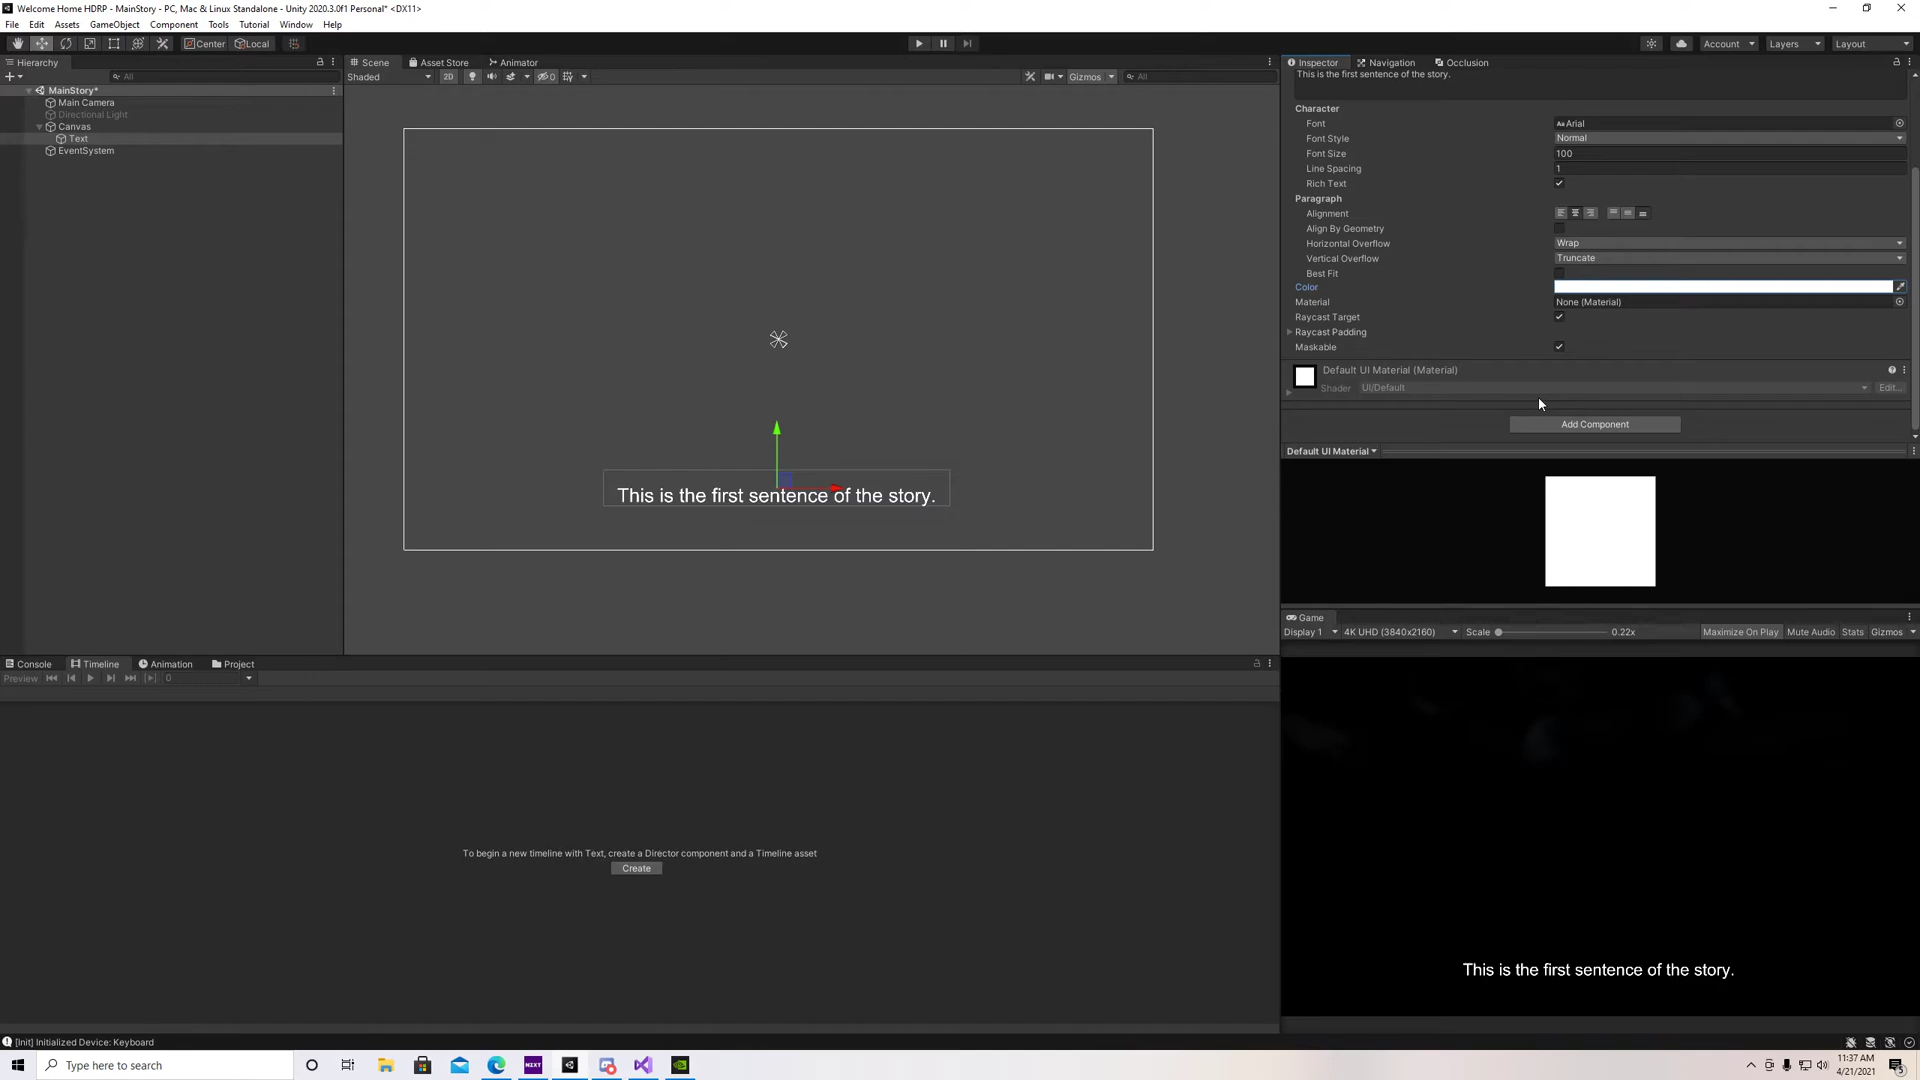 Welcome Home HDRP - MainStory - PC, Mac & Linux Standalone - Unity 2020.3.0f1 Personal* <DX11>
File Edit Assets GameObject Component Tools Tutorial Window Help
Center Local Account Layers Layout
Hierarchy
All
MainStory*
Main Camera
Directional Light
Canvas
Text
EventSystem
Scene Asset Store Animator
Shaded 2D 0 Gizmos All
Inspector Navigation Occlusion
This is the first sentence of the story.
Character
Font Arial
Font Style Normal
Font Size 100
Line Spacing 1
Rich Text
Paragraph
Alignment
Align By Geometry
Horizontal Overflow Wrap
Vertical Overflow Truncate
Best Fit
Color
Material None (Material)
Raycast Target
Raycast Padding
Maskable
Default UI Material (Material)
Shader UI/Default Edit...
Add Component
Default UI Material
This is the first sentence of the story.
Game
Display 1 4K UHD (3840x2160) Scale 0.22x Maximize On Play Mute Audio Stats Gizmos
This is the first sentence of the story.
Console Timeline Animation Project
Preview 0
To begin a new timeline with Text, create a Director component and a Timeline asset
Create
[Init] Initialized Device: Keyboard
Type here to search
NZXT
11:37 AM
4/21/2021
5